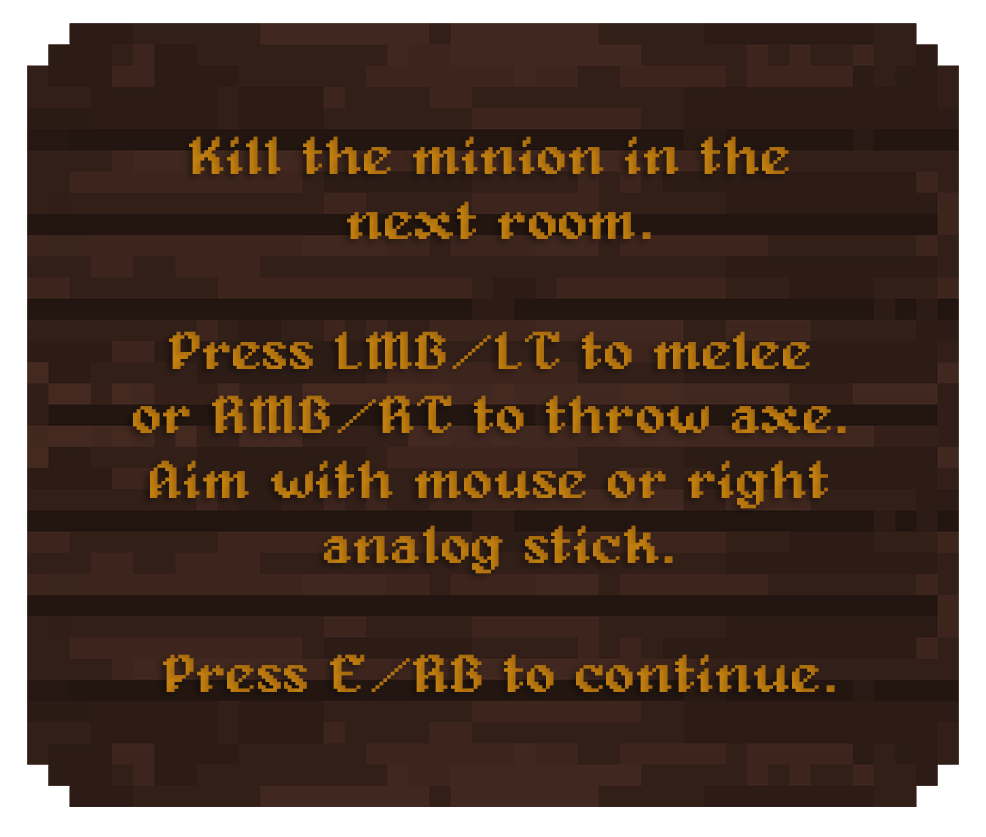 Kill the minion in the
next room.
Press LMB/LT to melee
or RMB/RT to throw axe.
Aim with mouse or right
analog stick.
Press E/RB to continue.